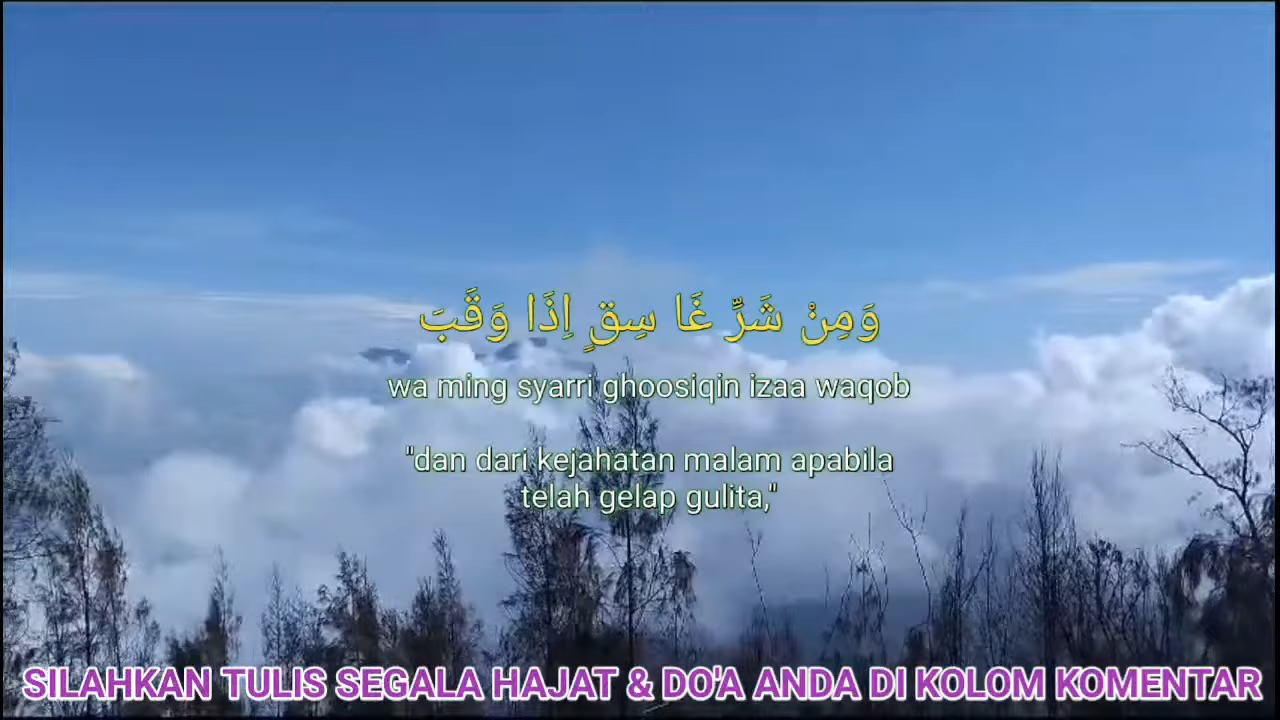 وَمِنْ شَرِّ غَا سِقٍ اِذَا وَقَبَ
wa ming syarri ghoosiqin izaa waqob
"dan dari kejahatan malam apabila
telah gelap gulita,"
SILAHKAN TULIS SEGALA HAJAT & DO'A ANDA DI KOLOM KOMENTAR